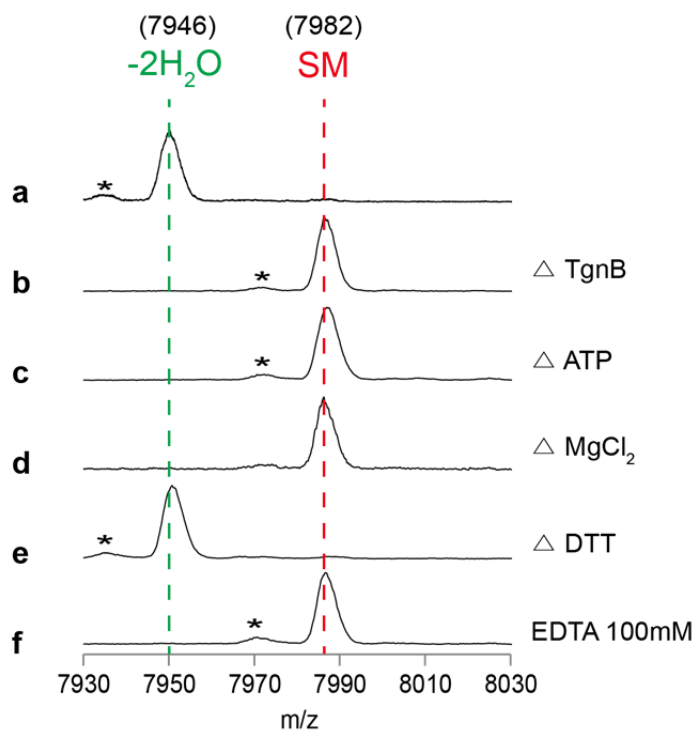 (7946) (7982)
-2H₂O SM
*
a
* △ TgnB
b
* △ ATP
c
△ MgCl₂
d
* △ DTT
e
* EDTA 100mM
f
7930 7950 7970 7990 8010 8030
m/z